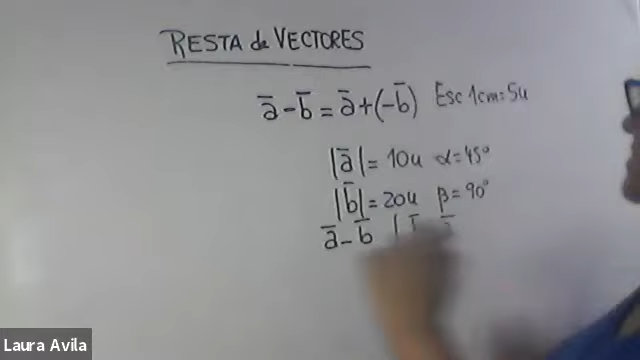 RESTA de VECTORES
a̅ - b̅ = a̅ + (-b̅) Esc 1cm=5u
|a̅| = 10u α=45°
|b̅| = 20u β=90°
a̅ - b̅
Laura Avila